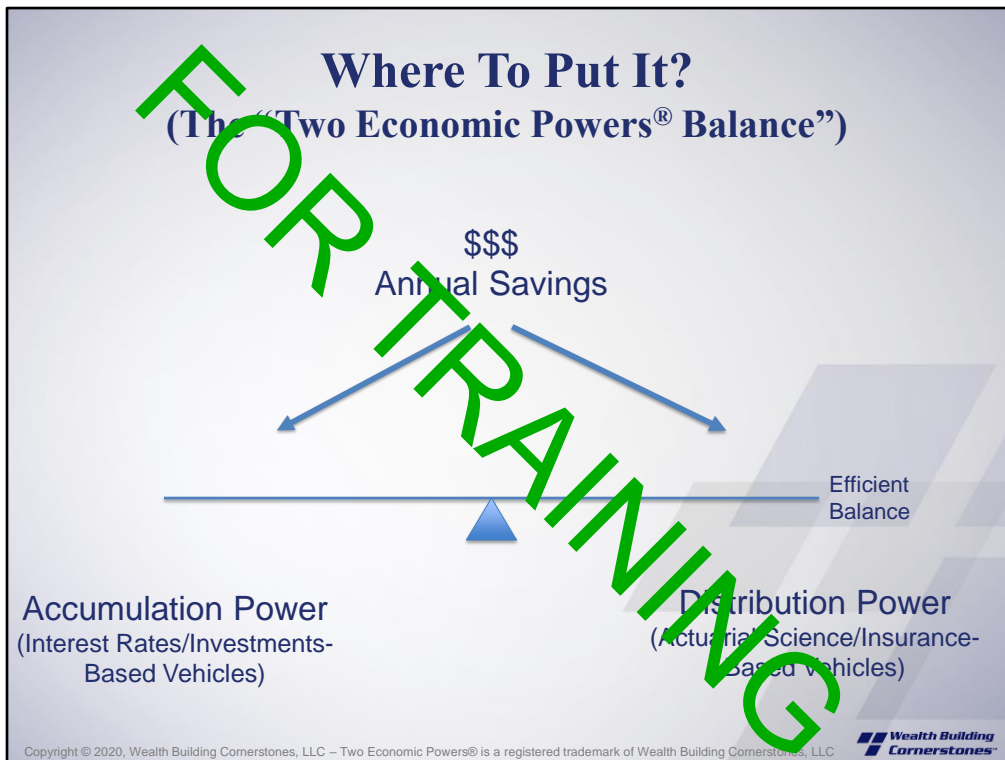 Where To Put It?
(The “Two Economic Powers® Balance”)
$$$
Annual Savings
Efficient
Balance
Accumulation Power
(Interest Rates/Investments-
Based Vehicles)
Distribution Power
(Actuarial Science/Insurance-
Based Vehicles)
FOR TRAINING
Copyright © 2020, Wealth Building Cornerstones, LLC – Two Economic Powers® is a registered trademark of Wealth Building Cornerstones, LLC
Wealth Building
Cornerstones™